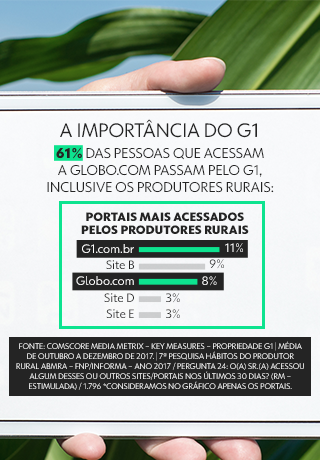 A IMPORTÂNCIA DO G1
61% DAS PESSOAS QUE ACESSAM
A GLOBO.COM PASSAM PELO G1,
INCLUSIVE OS PRODUTORES RURAIS:
PORTAIS MAIS ACESSADOS
PELOS PRODUTORES RURAIS
G1.com.br 11%
Site B 9%
Globo.com 8%
Site D 3%
Site E 3%
FONTE: COMSCORE MEDIA METRIX – KEY MEASURES – PROPRIEDADE G1 | MÉDIA
DE OUTUBRO A DEZEMBRO DE 2017. | 7ª PESQUISA HÁBITOS DO PRODUTOR
RURAL ABMRA – FNP/INFORMA – ANO 2017 / PERGUNTA 24: O(A) SR.(A) ACESSOU
ALGUM DESSES OU OUTROS SITES/PORTAIS NOS ÚLTIMOS 30 DIAS? (RM –
ESTIMULADA) / 1.796 *CONSIDERAMOS NO GRÁFICO APENAS OS PORTAIS.